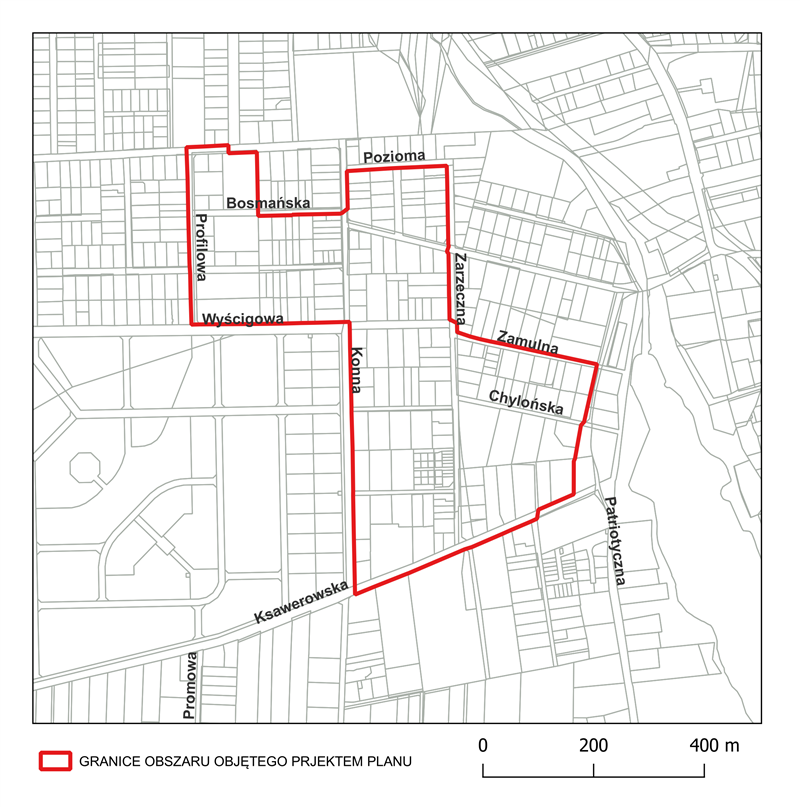 Pozioma
Bosmańska
Profilowa
Zarzeczna
Wyścigowa
Zamulna
Konna
Chylońska
Patriotyczna
Ksawerowska
Promowa
0 200 400 m
GRANICE OBSZARU OBJĘTEGO PRJEKTEM PLANU